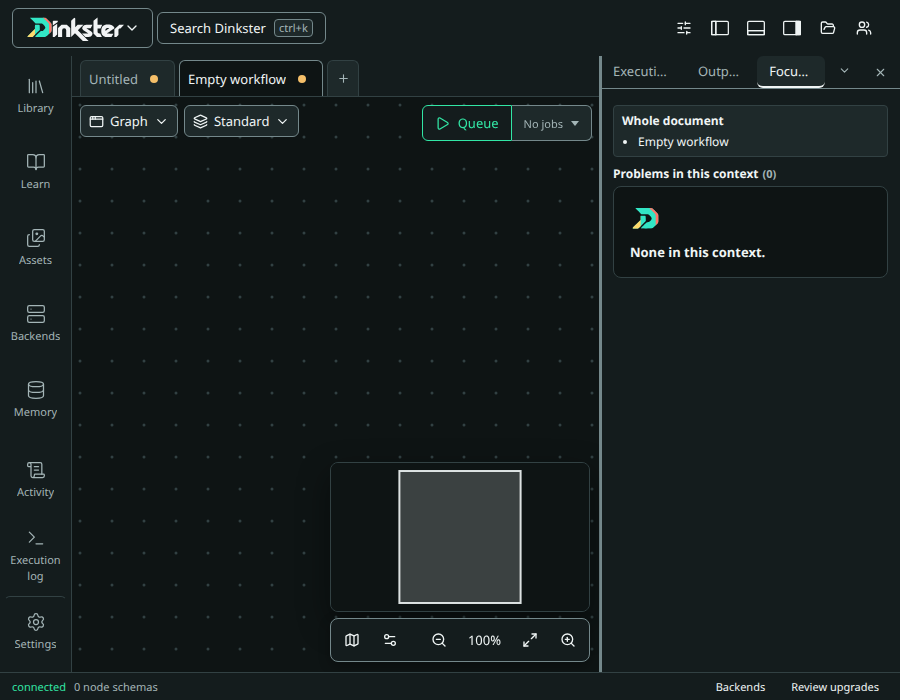 Dinkster
Search Dinkster ctrl+k
Untitled
Empty workflow
Executi...
Outp...
Focu...
Library
Learn
Assets
Backends
Memory
Activity
Execution
log
Settings
Graph
Standard
Queue
No jobs
Whole document
• Empty workflow
Problems in this context (0)
None in this context.
100%
connected
0 node schemas
Backends
Review upgrades